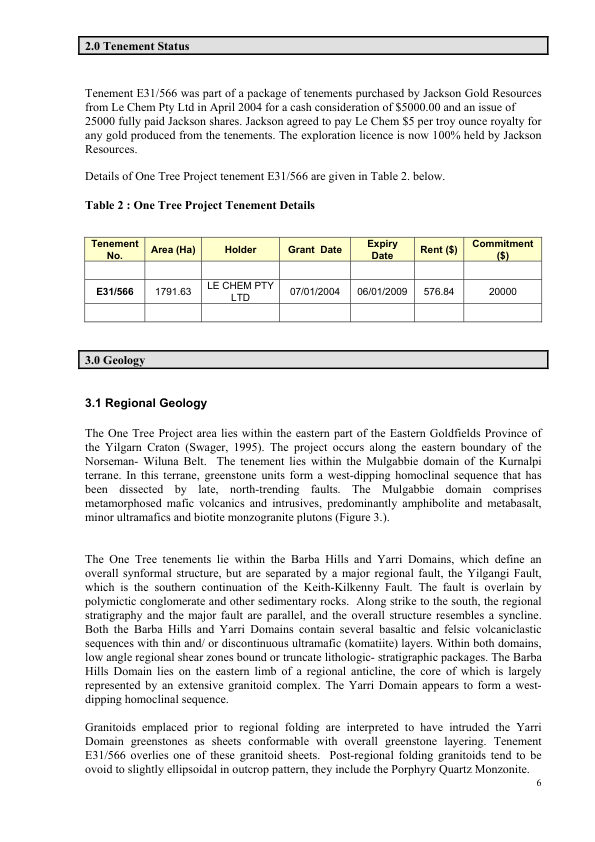 2.0 Tenement Status
Tenement E31/566 was part of a package of tenements purchased by Jackson Gold Resources
from Le Chem Pty Ltd in April 2004 for a cash consideration of $5000.00 and an issue of
25000 fully paid Jackson shares. Jackson agreed to pay Le Chem $5 per troy ounce royalty for
any gold produced from the tenements. The exploration licence is now 100% held by Jackson
Resources.
Details of One Tree Project tenement E31/566 are given in Table 2. below.
Table 2 : One Tree Project Tenement Details
Tenement No. Area (Ha) Holder Grant Date Expiry Date Rent ($) Commitment ($)
E31/566 1791.63 LE CHEM PTY LTD 07/01/2004 06/01/2009 576.84 20000
3.0 Geology
3.1 Regional Geology
The One Tree Project area lies within the eastern part of the Eastern Goldfields Province of
the Yilgarn Craton (Swager, 1995). The project occurs along the eastern boundary of the
Norseman- Wiluna Belt. The tenement lies within the Mulgabbie domain of the Kurnalpi
terrane. In this terrane, greenstone units form a west-dipping homoclinal sequence that has
been dissected by late, north-trending faults. The Mulgabbie domain comprises
metamorphosed mafic volcanics and intrusives, predominantly amphibolite and metabasalt,
minor ultramafics and biotite monzogranite plutons (Figure 3.).
The One Tree tenements lie within the Barba Hills and Yarri Domains, which define an
overall synformal structure, but are separated by a major regional fault, the Yilgangi Fault,
which is the southern continuation of the Keith-Kilkenny Fault. The fault is overlain by
polymictic conglomerate and other sedimentary rocks. Along strike to the south, the regional
stratigraphy and the major fault are parallel, and the overall structure resembles a syncline.
Both the Barba Hills and Yarri Domains contain several basaltic and felsic volcaniclastic
sequences with thin and/ or discontinuous ultramafic (komatiite) layers. Within both domains,
low angle regional shear zones bound or truncate lithologic- stratigraphic packages. The Barba
Hills Domain lies on the eastern limb of a regional anticline, the core of which is largely
represented by an extensive granitoid complex. The Yarri Domain appears to form a west-
dipping homoclinal sequence.
Granitoids emplaced prior to regional folding are interpreted to have intruded the Yarri
Domain greenstones as sheets conformable with overall greenstone layering. Tenement
E31/566 overlies one of these granitoid sheets. Post-regional folding granitoids tend to be
ovoid to slightly ellipsoidal in outcrop pattern, they include the Porphyry Quartz Monzonite.
6